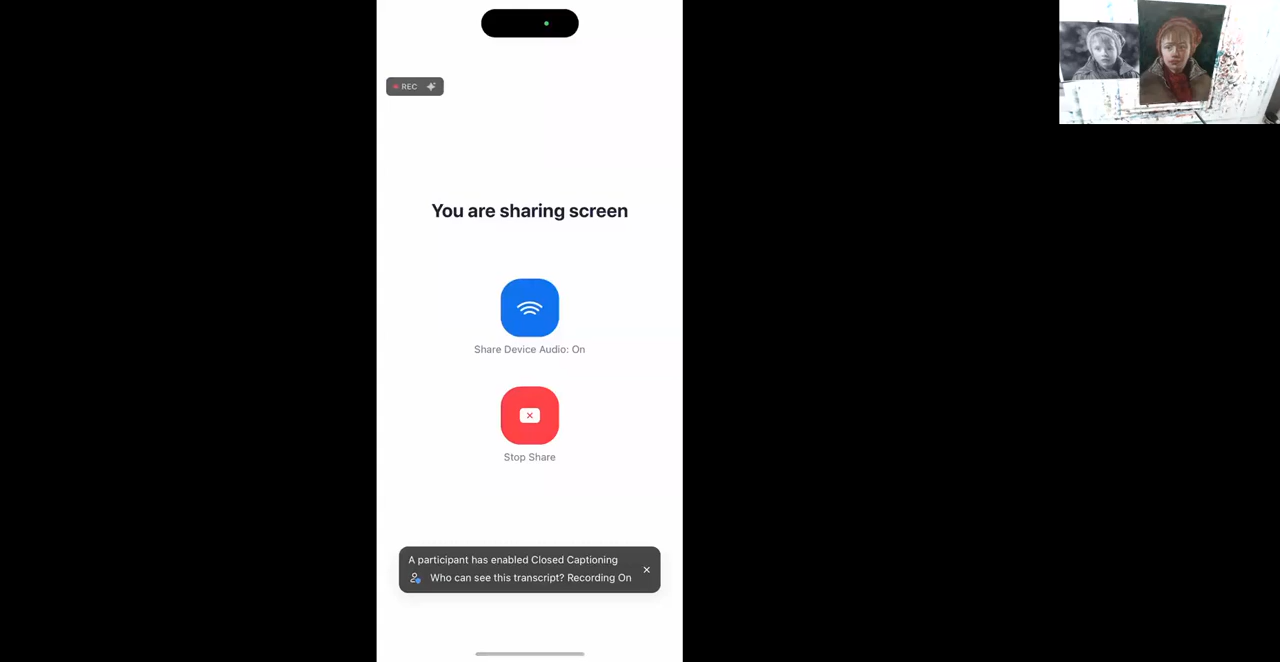 REC
You are sharing screen
Share Device Audio: On
Stop Share
A participant has enabled Closed Captioning
Who can see this transcript? Recording On